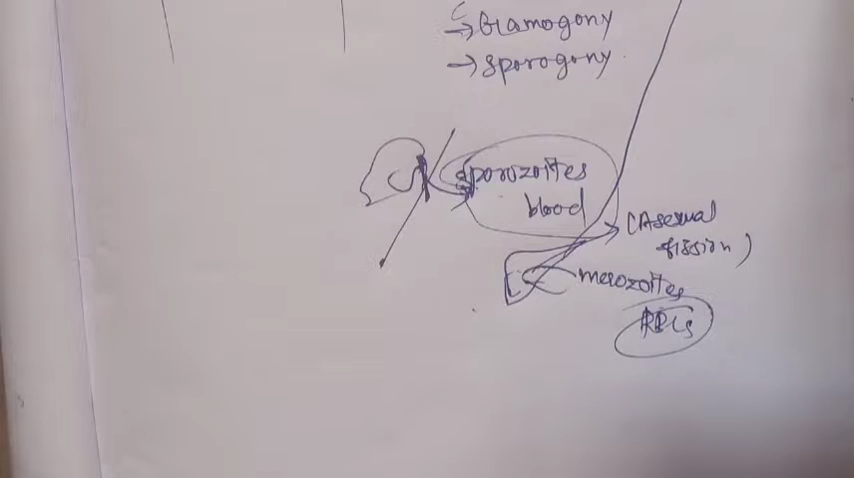 → Gamogony
→ Sporogony
Sporozoites
blood
(Asexual
fission)
merozoites
RBCs